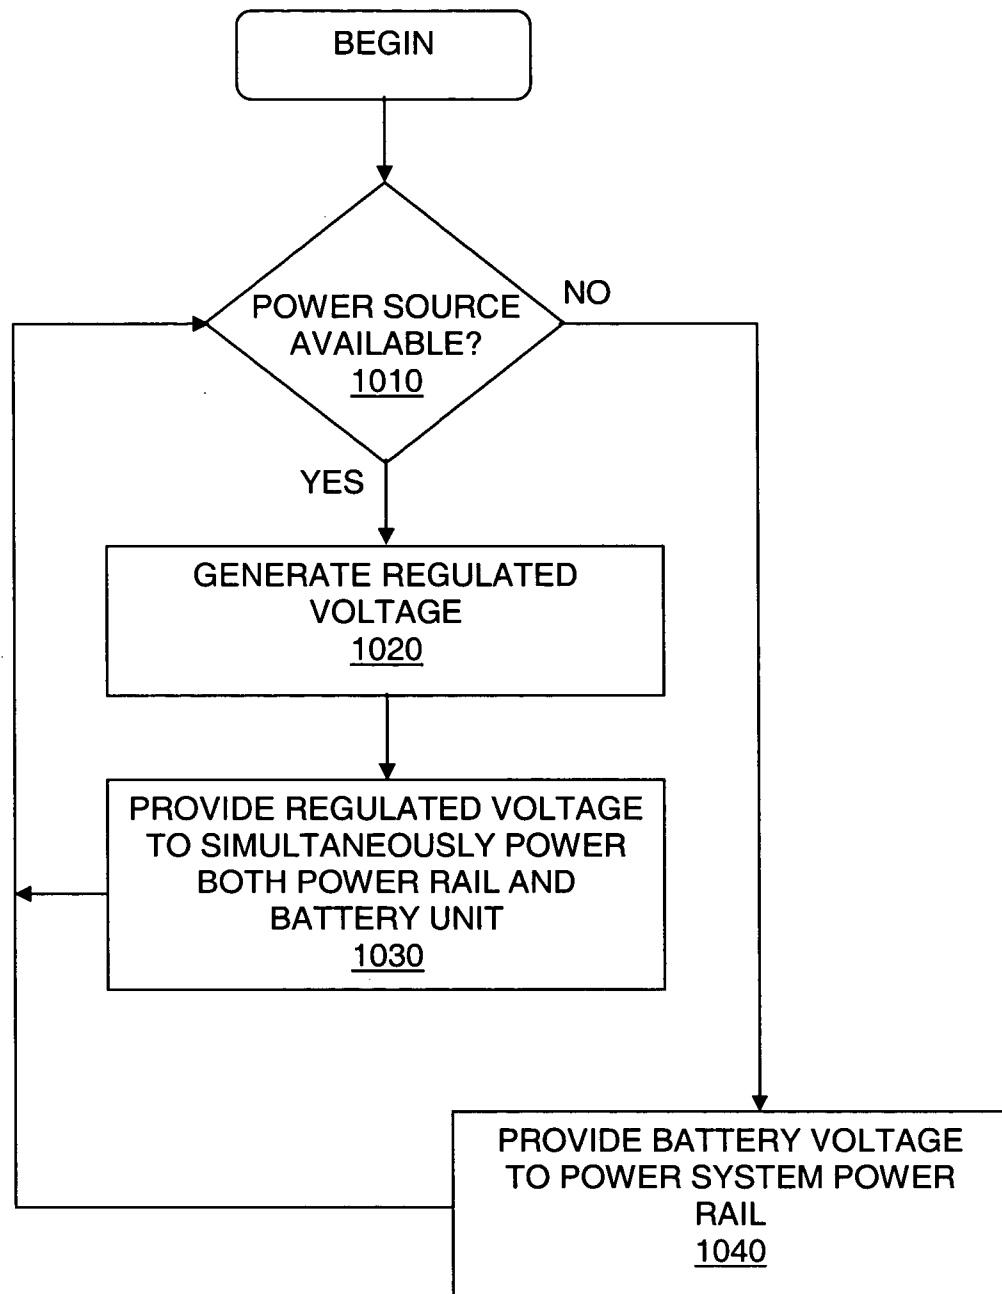 BEGIN
POWER SOURCE
AVAILABLE?
1010
NO
YES
GENERATE REGULATED
VOLTAGE
1020
PROVIDE REGULATED VOLTAGE
TO SIMULTANEOUSLY POWER
BOTH POWER RAIL AND
BATTERY UNIT
1030
PROVIDE BATTERY VOLTAGE
TO POWER SYSTEM POWER
RAIL
1040